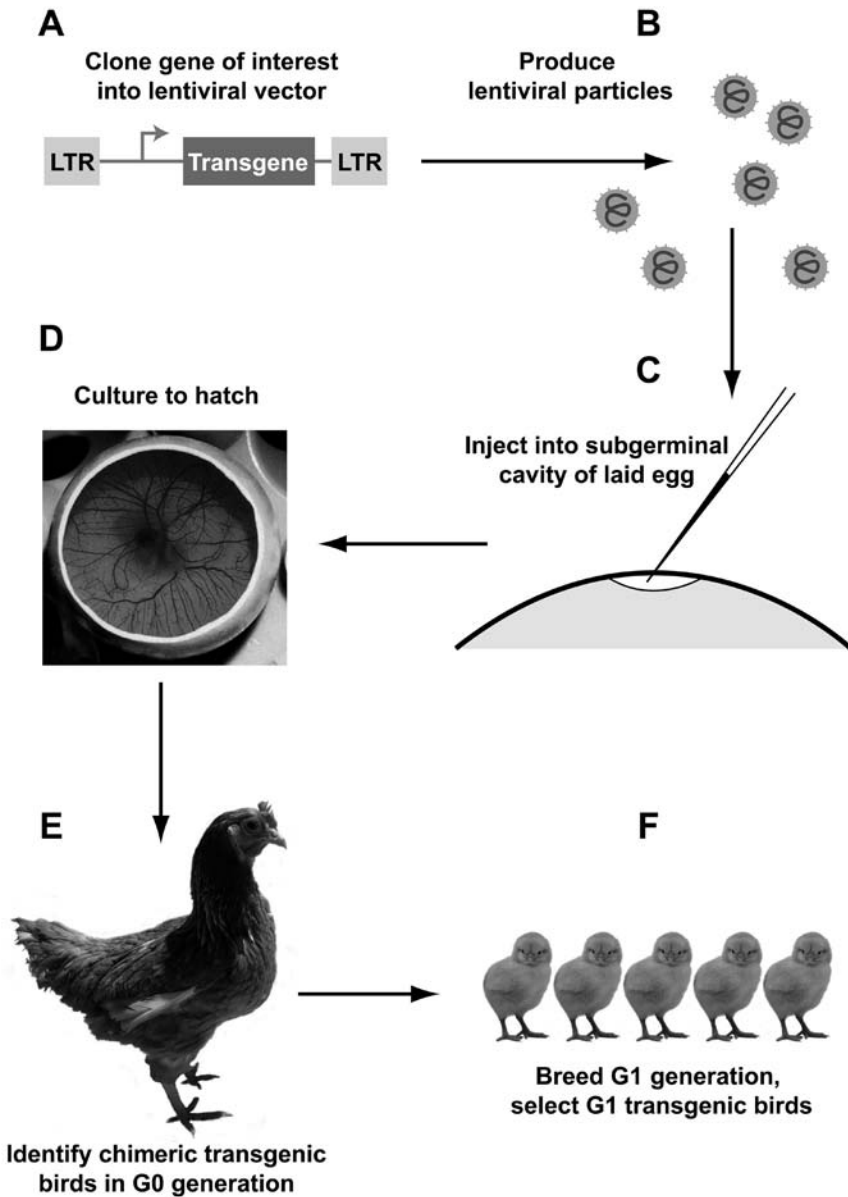 A
Clone gene of interest
into lentiviral vector
LTR Transgene LTR
B
Produce
lentiviral particles
C
Inject into subgerminal
cavity of laid egg
D
Culture to hatch
E
Identify chimeric transgenic
birds in G0 generation
F
Breed G1 generation,
select G1 transgenic birds